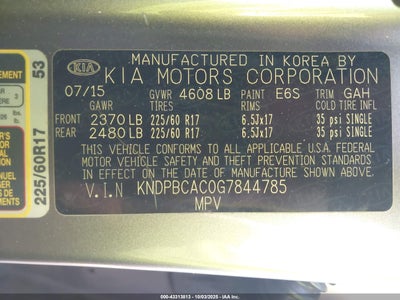 MANUFACTURED IN KOREA BY
KIA KIA MOTORS CORPORATION
07/15 GVWR 4608 LB PAINT E6S TRIM GAH
GAWR TIRES RIMS COLD TIRE INFL
FRONT 2370 LB 225/60 R17 6.5Jx17 35 psi SINGLE
REAR 2480 LB 225/60 R17 6.5Jx17 35 psi SINGLE
THIS VEHICLE CONFORMS TO ALL APPLICABLE U.S.A. FEDERAL
MOTOR VEHICLE SAFETY AND THEFT PREVENTION STANDARDS
IN EFFECT ON THE DATE OF MANUFACTURE SHOWN ABOVE.
V.I.N KNDPBCAC0G7844785
MPV
53
225/60R17
000-43313813 - 10/03/2025 - IAAI.COM